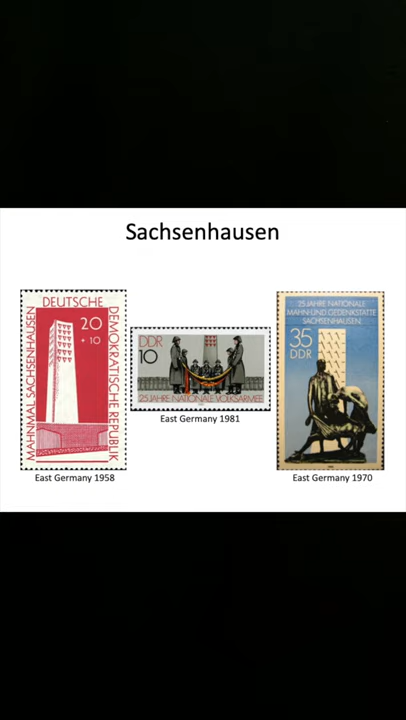 Sachsenhausen
DEUTSCHE
DEMOKRATISCHE REPUBLIK
MAHNMAL SACHSENHAUSEN
20
+ 10
East Germany 1958
DDR
10
25 JAHRE NATIONALE VOLKSARMEE
East Germany 1981
25 JAHRE NATIONALE
MAHN-UND GEDENKSTÄTTE
SACHSENHAUSEN
35
DDR
East Germany 1970